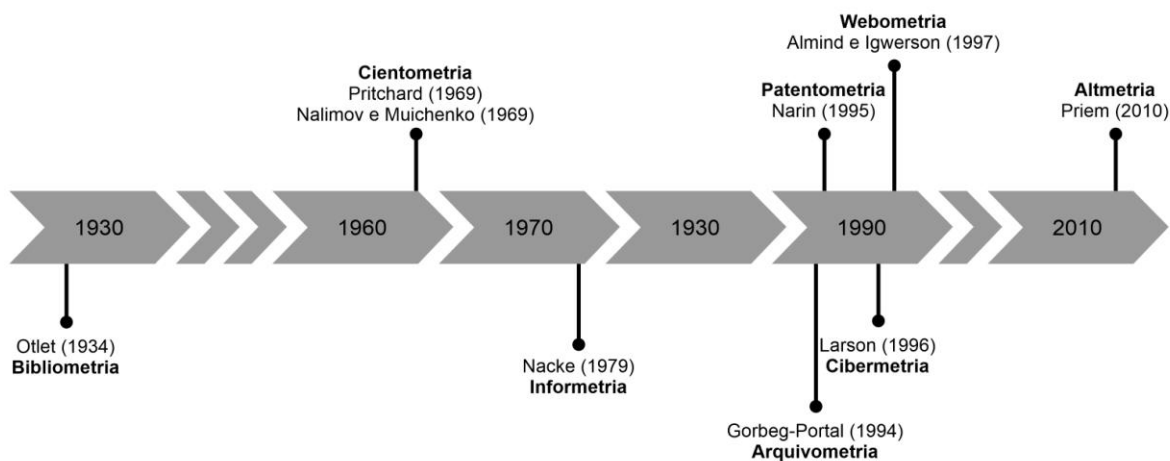 Webometria
Almind e Igwerson (1997)
Cientometria
Pritchard (1969)
Nalimov e Muichenko (1969)
Patentometria
Narin (1995)
Altmetria
Priem (2010)
1930
1960
1970
1930
1990
2010
Otlet (1934)
Bibliometria
Nacke (1979)
Informetria
Larson (1996)
Cibermetria
Gorbeg-Portal (1994)
Arquivometria